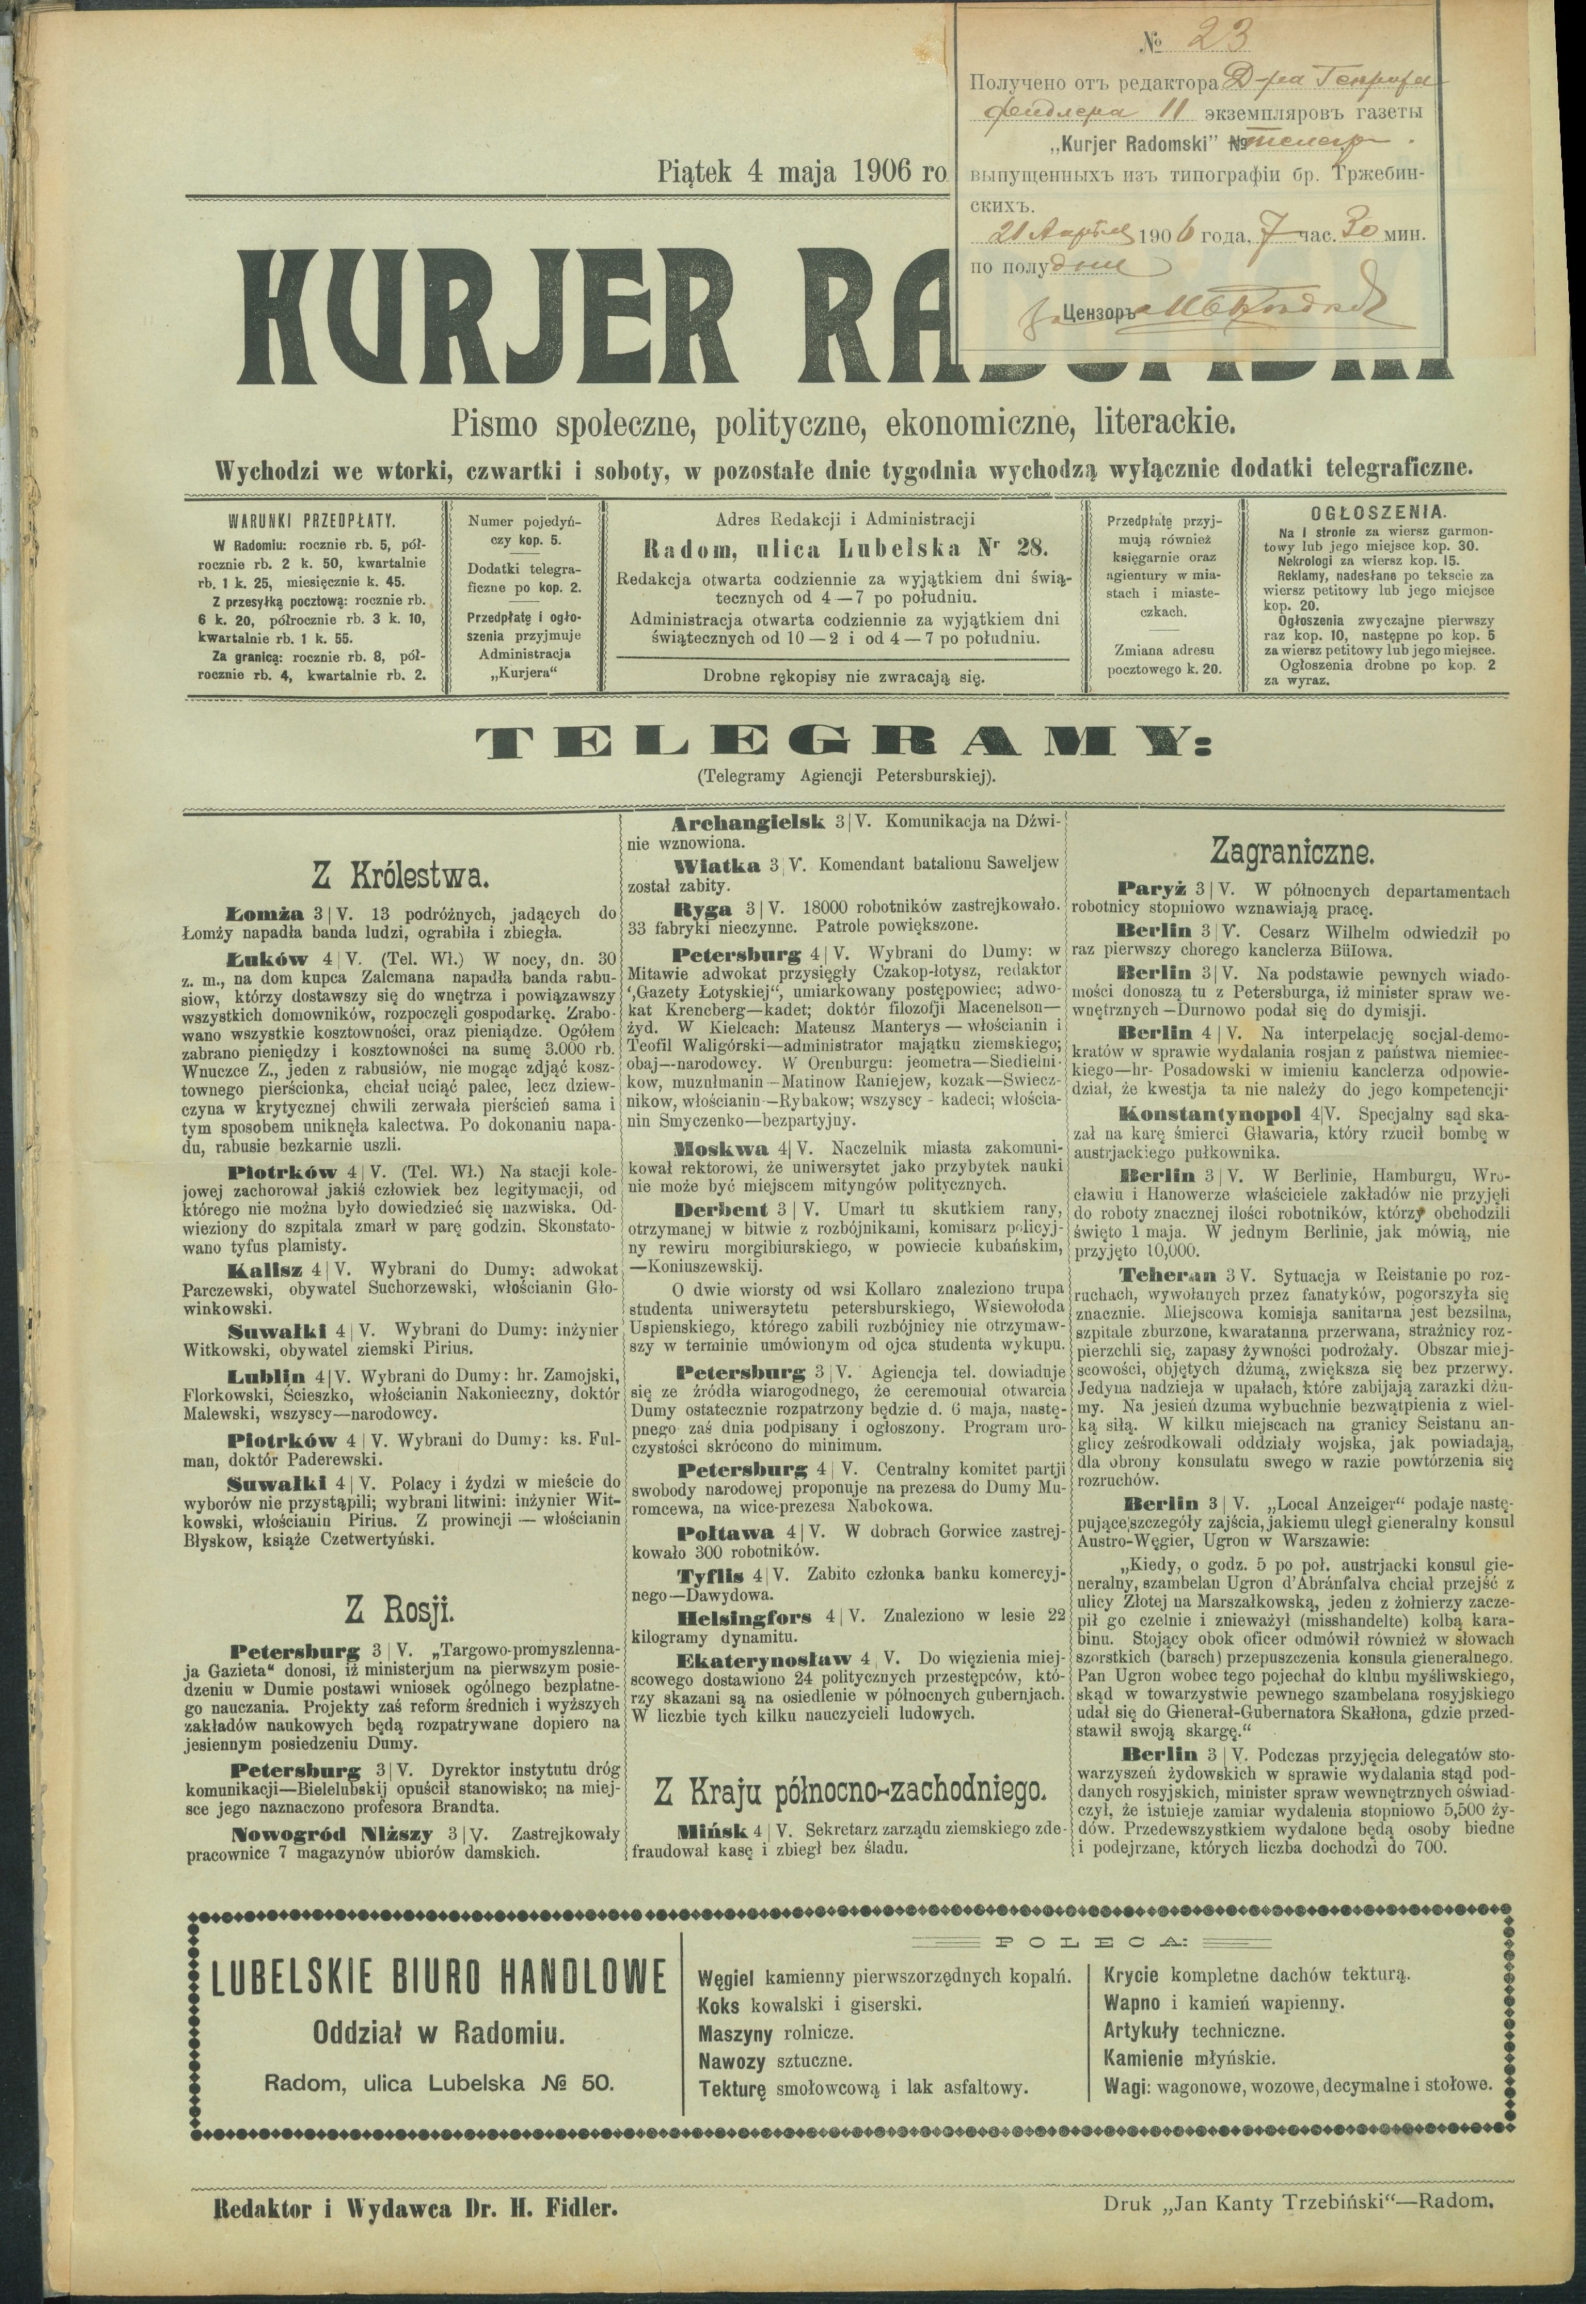 № 23
Получено отъ редактора Д-ра Генриха
Фидлера 11 экземпляровъ газеты
„Kurjer Radomski" № телегр.
выпущенныхъ изъ типографіи бр. Тржебин-
скихъ.
21 Апрѣля 1906 года, 7 час. 30 мин.
по полудни
Цензоръ
Piątek 4 maja 1906 ro
KURJER RADOMSKI
Pismo społeczne, polityczne, ekonomiczne, literackie.
Wychodzi we wtorki, czwartki i soboty, w pozostałe dnie tygodnia wychodzą wyłącznie dodatki telegraficzne.
WARUNKI PRZEDPŁATY.
W Radomiu: rocznie rb. 5, pół-
rocznie rb. 2 k. 50, kwartalnie
rb. 1 k. 25, miesięcznie k. 45.
Z przesyłką pocztową: rocznie rb.
6 k. 20, półrocznie rb. 3 k. 10,
kwartalnie rb. 1 k. 55.
Za granicą: rocznie rb. 8, pół-
rocznie rb. 4, kwartalnie rb. 2.
Numer pojedyń-
czy kop. 5.
Dodatki telegra-
ficzne po kop. 2.
Przedpłatę i ogło-
szenia przyjmuje
Administracja
„Kurjera"
Adres Redakcji i Administracji
Radom, ulica Lubelska Nr 28.
Redakcja otwarta codziennie za wyjątkiem dni świą-
tecznych od 4—7 po południu.
Administracja otwarta codziennie za wyjątkiem dni
świątecznych od 10—2 i od 4—7 po południu.
Drobne rękopisy nie zwracają się.
Przedpłatę przyj-
mują również
księgarnie oraz
agientury w mia-
stach i miaste-
czkach.
Zmiana adresu
pocztowego k. 20.
OGŁOSZENIA.
Na I stronie za wiersz garmon-
towy lub jego miejsce kop. 30.
Nekrologi za wiersz kop. 15.
Reklamy, nadesłane po tekscie za
wiersz petitowy lub jego miejsce
kop. 20.
Ogłoszenia zwyczajne pierwszy
raz kop. 10, następne po kop. 5
za wiersz petitowy lub jego miejsce.
Ogłoszenia drobne po kop. 2
za wyraz.
TELEGRAMY:
(Telegramy Agiencji Petersburskiej).
Z Królestwa.
Łomża 3|V. 13 podróżnych, jadących do
Łomży napadła banda ludzi, ograbiła i zbiegła.
Łuków 4|V. (Tel. Wł.) W nocy, dn. 30
z. m., na dom kupca Zalcmana napadła banda rabu-
siow, którzy dostawszy się do wnętrza i powiązawszy
wszystkich domowników, rozpoczęli gospodarkę. Zrabo-
wano wszystkie kosztowności, oraz pieniądze. Ogółem
zabrano pieniędzy i kosztowności na sumę 3.000 rb.
Wnuczce Z., jeden z rabusiów, nie mogąc zdjąć kosz-
townego pierścionka, chciał uciąć palec, lecz dziew-
czyna w krytycznej chwili zerwała pierścień sama i
tym sposobem uniknęła kalectwa. Po dokonaniu napa-
du, rabusie bezkarnie uszli.
Piotrków 4|V. (Tel. Wł.) Na stacji kole-
jowej zachorował jakiś człowiek bez legitymacji, od
którego nie można było dowiedzieć się nazwiska. Od-
wieziony do szpitala zmarł w parę godzin. Skonstato-
wano tyfus plamisty.
Kalisz 4|V. Wybrani do Dumy: adwokat
Parczewski, obywatel Suchorzewski, włościanin Gło-
winkowski.
Suwałki 4|V. Wybrani do Dumy: inżynier
Witkowski, obywatel ziemski Pirius.
Lublin 4|V. Wybrani do Dumy: hr. Zamojski,
Florkowski, Ścieszko, włościanin Nakonieczny, doktór
Malewski, wszyscy—narodowcy.
Piotrków 4|V. Wybrani do Dumy: ks. Ful-
man, doktór Paderewski.
Suwałki 4|V. Polacy i żydzi w mieście do
wyborów nie przystąpili; wybrani litwini: inżynier Wit-
kowski, włościanin Pirius. Z prowincji — włościanin
Błyskow, książe Czetwertyński.
Z Rosji.
Petersburg 3|V. „Targowo-promyszlenna-
ja Gazieta" donosi, iż ministerjum na pierwszym posie-
dzeniu w Dumie postawi wniosek ogólnego bezpłatne-
go nauczania. Projekty zaś reform średnich i wyższych
zakładów naukowych będą rozpatrywane dopiero na
jesiennym posiedzeniu Dumy.
Petersburg 3|V. Dyrektor instytutu dróg
komunikacji—Bielelubskij opuścił stanowisko; na miej-
sce jego naznaczono profesora Brandta.
Nowogród Niższy 3|V. Zastrejkowały
pracownice 7 magazynów ubiorów damskich.
Archangielsk 3|V. Komunikacja na Dźwi-
nie wznowiona.
Wiatka 3|V. Komendant batalionu Saweljew
został zabity.
Ryga 3|V. 18000 robotników zastrejkowało.
33 fabryki nieczynne. Patrole powiększone.
Petersburg 4|V. Wybrani do Dumy: w
Mitawie adwokat przysięgły Czakop-łotysz, redaktor
‘,Gazety Łotyskiej“, umiarkowany postępowiec; adwo-
kat Krencberg—kadet; doktór filozofji Macenelson—
żyd. W Kielcach: Mateusz Manterys — włościanin i
Teofil Waligórski—administrator majątku ziemskiego;
obaj—narodowcy. W Orenburgu: jeometra—Siedielni-
kow, muzułmanin—Matinow Raniejew, kozak—Swiecz-
nikow, włościanin—Rybakow; wszyscy - kadeci; włościa-
nin Smyczenko—bezpartyjny.
Moskwa 4|V. Naczelnik miasta zakomuni-
kował rektorowi, że uniwersytet jako przybytek nauki
nie może być miejscem mityngów politycznych.
Derbent 3|V. Umarł tu skutkiem rany,
otrzymanej w bitwie z rozbójnikami, komisarz policyj-
ny rewiru morgibiurskiego, w powiecie kubańskim,
—Koniuszewskij.
O dwie wiorsty od wsi Kollaro znaleziono trupa
studenta uniwersytetu petersburskiego, Wsiewołoda
Uspienskiego, którego zabili rozbójnicy nie otrzymaw-
szy w terminie umówionym od ojca studenta wykupu.
Petersburg 3|V. Agiencja tel. dowiaduje
się ze źródła wiarogodnego, że ceremoniał otwarcia
Dumy ostatecznie rozpatrzony będzie d. 6 maja, nastę-
pnego zaś dnia podpisany i ogłoszony. Program uro-
czystości skrócono do minimum.
Petersburg 4|V. Centralny komitet partji
swobody narodowej proponuje na prezesa do Dumy Mu-
romcewa, na wice-prezesa Nabokowa.
Połtawa 4|V. W dobrach Gorwice zastrej-
kowało 300 robotników.
Tyflis 4|V. Zabito członka banku komercyj-
nego—Dawydowa.
Helsingfors 4|V. Znaleziono w lesie 22
kilogramy dynamitu.
Ekaterynosław 4|V. Do więzienia miej-
scowego dostawiono 24 politycznych przestępców, któ-
rzy skazani są na osiedlenie w północnych gubernjach.
W liczbie tych kilku nauczycieli ludowych.
Z Kraju północno-zachodniego.
Mińsk 4|V. Sekretarz zarządu ziemskiego zde-
fraudował kasę i zbiegł bez śladu.
Zagraniczne.
Paryż 3|V. W północnych departamentach
robotnicy stopniowo wznawiają pracę.
Berlin 3|V. Cesarz Wilhelm odwiedził po
raz pierwszy chorego kanclerza Bülowa.
Berlin 3|V. Na podstawie pewnych wiado-
mości donoszą tu z Petersburga, iż minister spraw we-
wnętrznych—Durnowo podał się do dymisji.
Berlin 4|V. Na interpelację socjal-demo-
kratów w sprawie wydalania rosjan z państwa niemiec-
kiego—hr- Posadowski w imieniu kanclerza odpowie-
dział, że kwestja ta nie należy do jego kompetencji·
Konstantynopol 4|V. Specjalny sąd ska-
zał na karę śmierci Gławaria, który rzucił bombę w
austrjackiego pułkownika.
Berlin 3|V. W Berlinie, Hamburgu, Wro-
cławiu i Hanowerze właściciele zakładów nie przyjęli
do roboty znacznej ilości robotników, którzy obchodzili
święto 1 maja. W jednym Berlinie, jak mówią, nie
przyjęto 10,000.
Teheran 3 V. Sytuacja w Reistanie po roz-
ruchach, wywołanych przez fanatyków, pogorszyła się
znacznie. Miejscowa komisja sanitarna jest bezsilna,
szpitale zburzone, kwaratanna przerwana, strażnicy roz-
pierzchli się, zapasy żywności podrożały. Obszar miej-
scowości, objętych dżumą, zwiększa się bez przerwy.
Jedyna nadzieja w upałach, które zabijają zarazki dżu-
my. Na jesień dzuma wybuchnie bezwątpienia z wiel-
ką siłą. W kilku miejscach na granicy Seistanu an-
glicy ześrodkowali oddziały wojska, jak powiadają,
dla obrony konsulatu swego w razie powtórzenia się
rozruchów.
Berlin 3|V. „Local Anzeiger“ podaje nastę-
pujące szczegóły zajścia, jakiemu uległ gieneralny konsul
Austro-Węgier, Ugron w Warszawie:
„Kiedy, o godz. 5 po poł. austrjacki konsul gie-
neralny, szambelan Ugron d’Abránfalva chciał przejść z
ulicy Złotej na Marszałkowską, jeden z żołnierzy zacze-
pił go czelnie i znieważył (misshandelte) kolbą kara-
binu. Stojący obok oficer odmówił również w słowach
szorstkich (barsch) przepuszczenia konsula gieneralnego.
Pan Ugron wobec tego pojechał do klubu myśliwskiego,
skąd w towarzystwie pewnego szambelana rosyjskiego
udał się do Gienerał-Gubernatora Skałłona, gdzie przed-
stawił swoją skargę.“
Berlin 3|V. Podczas przyjęcia delegatów sto-
warzyszeń żydowskich w sprawie wydalania stąd pod-
danych rosyjskich, minister spraw wewnętrznych oświad-
czył, że istnieje zamiar wydalenia stopniowo 5,500 ży-
dów. Przedewszystkiem wydalone będą osoby biedne
i podejrzane, których liczba dochodzi do 700.
LUBELSKIE BIURO HANDLOWE
Oddział w Radomiu.
Radom, ulica Lubelska № 50.
POLECA:
Węgiel kamienny pierwszorzędnych kopalń.
Koks kowalski i giserski.
Maszyny rolnicze.
Nawozy sztuczne.
Tekturę smołowcową i lak asfaltowy.
Krycie kompletne dachów tekturą.
Wapno i kamień wapienny.
Artykuły techniczne.
Kamienie młyńskie.
Wagi: wagonowe, wozowe, decymalne i stołowe.
Redaktor i Wydawca Dr. H. Fidler.
Druk „Jan Kanty Trzebiński“—Radom.